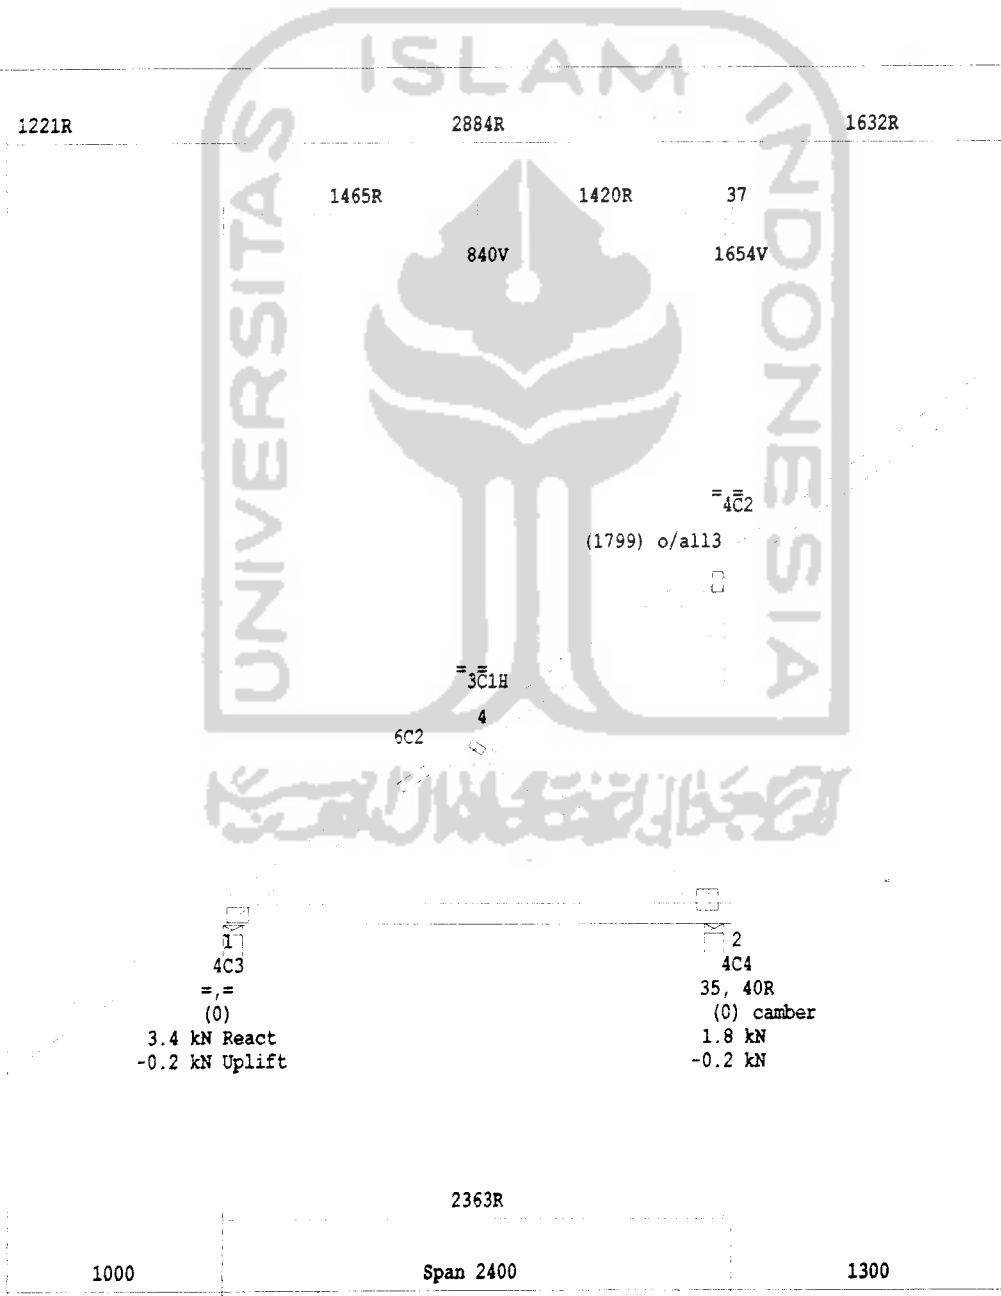 ISLAM
UNIVERSITAS
INDONESIA
1221R 2884R 1632R
1465R 1420R 37
840V 1654V
= =
4C2
(1799) o/all3
= =
3C1H
4
6C2
1 2
4C3 4C4
=,= 35, 40R
(0) (0) camber
3.4 kN React 1.8 kN
-0.2 kN Uplift -0.2 kN
2363R
1000 Span 2400 1300